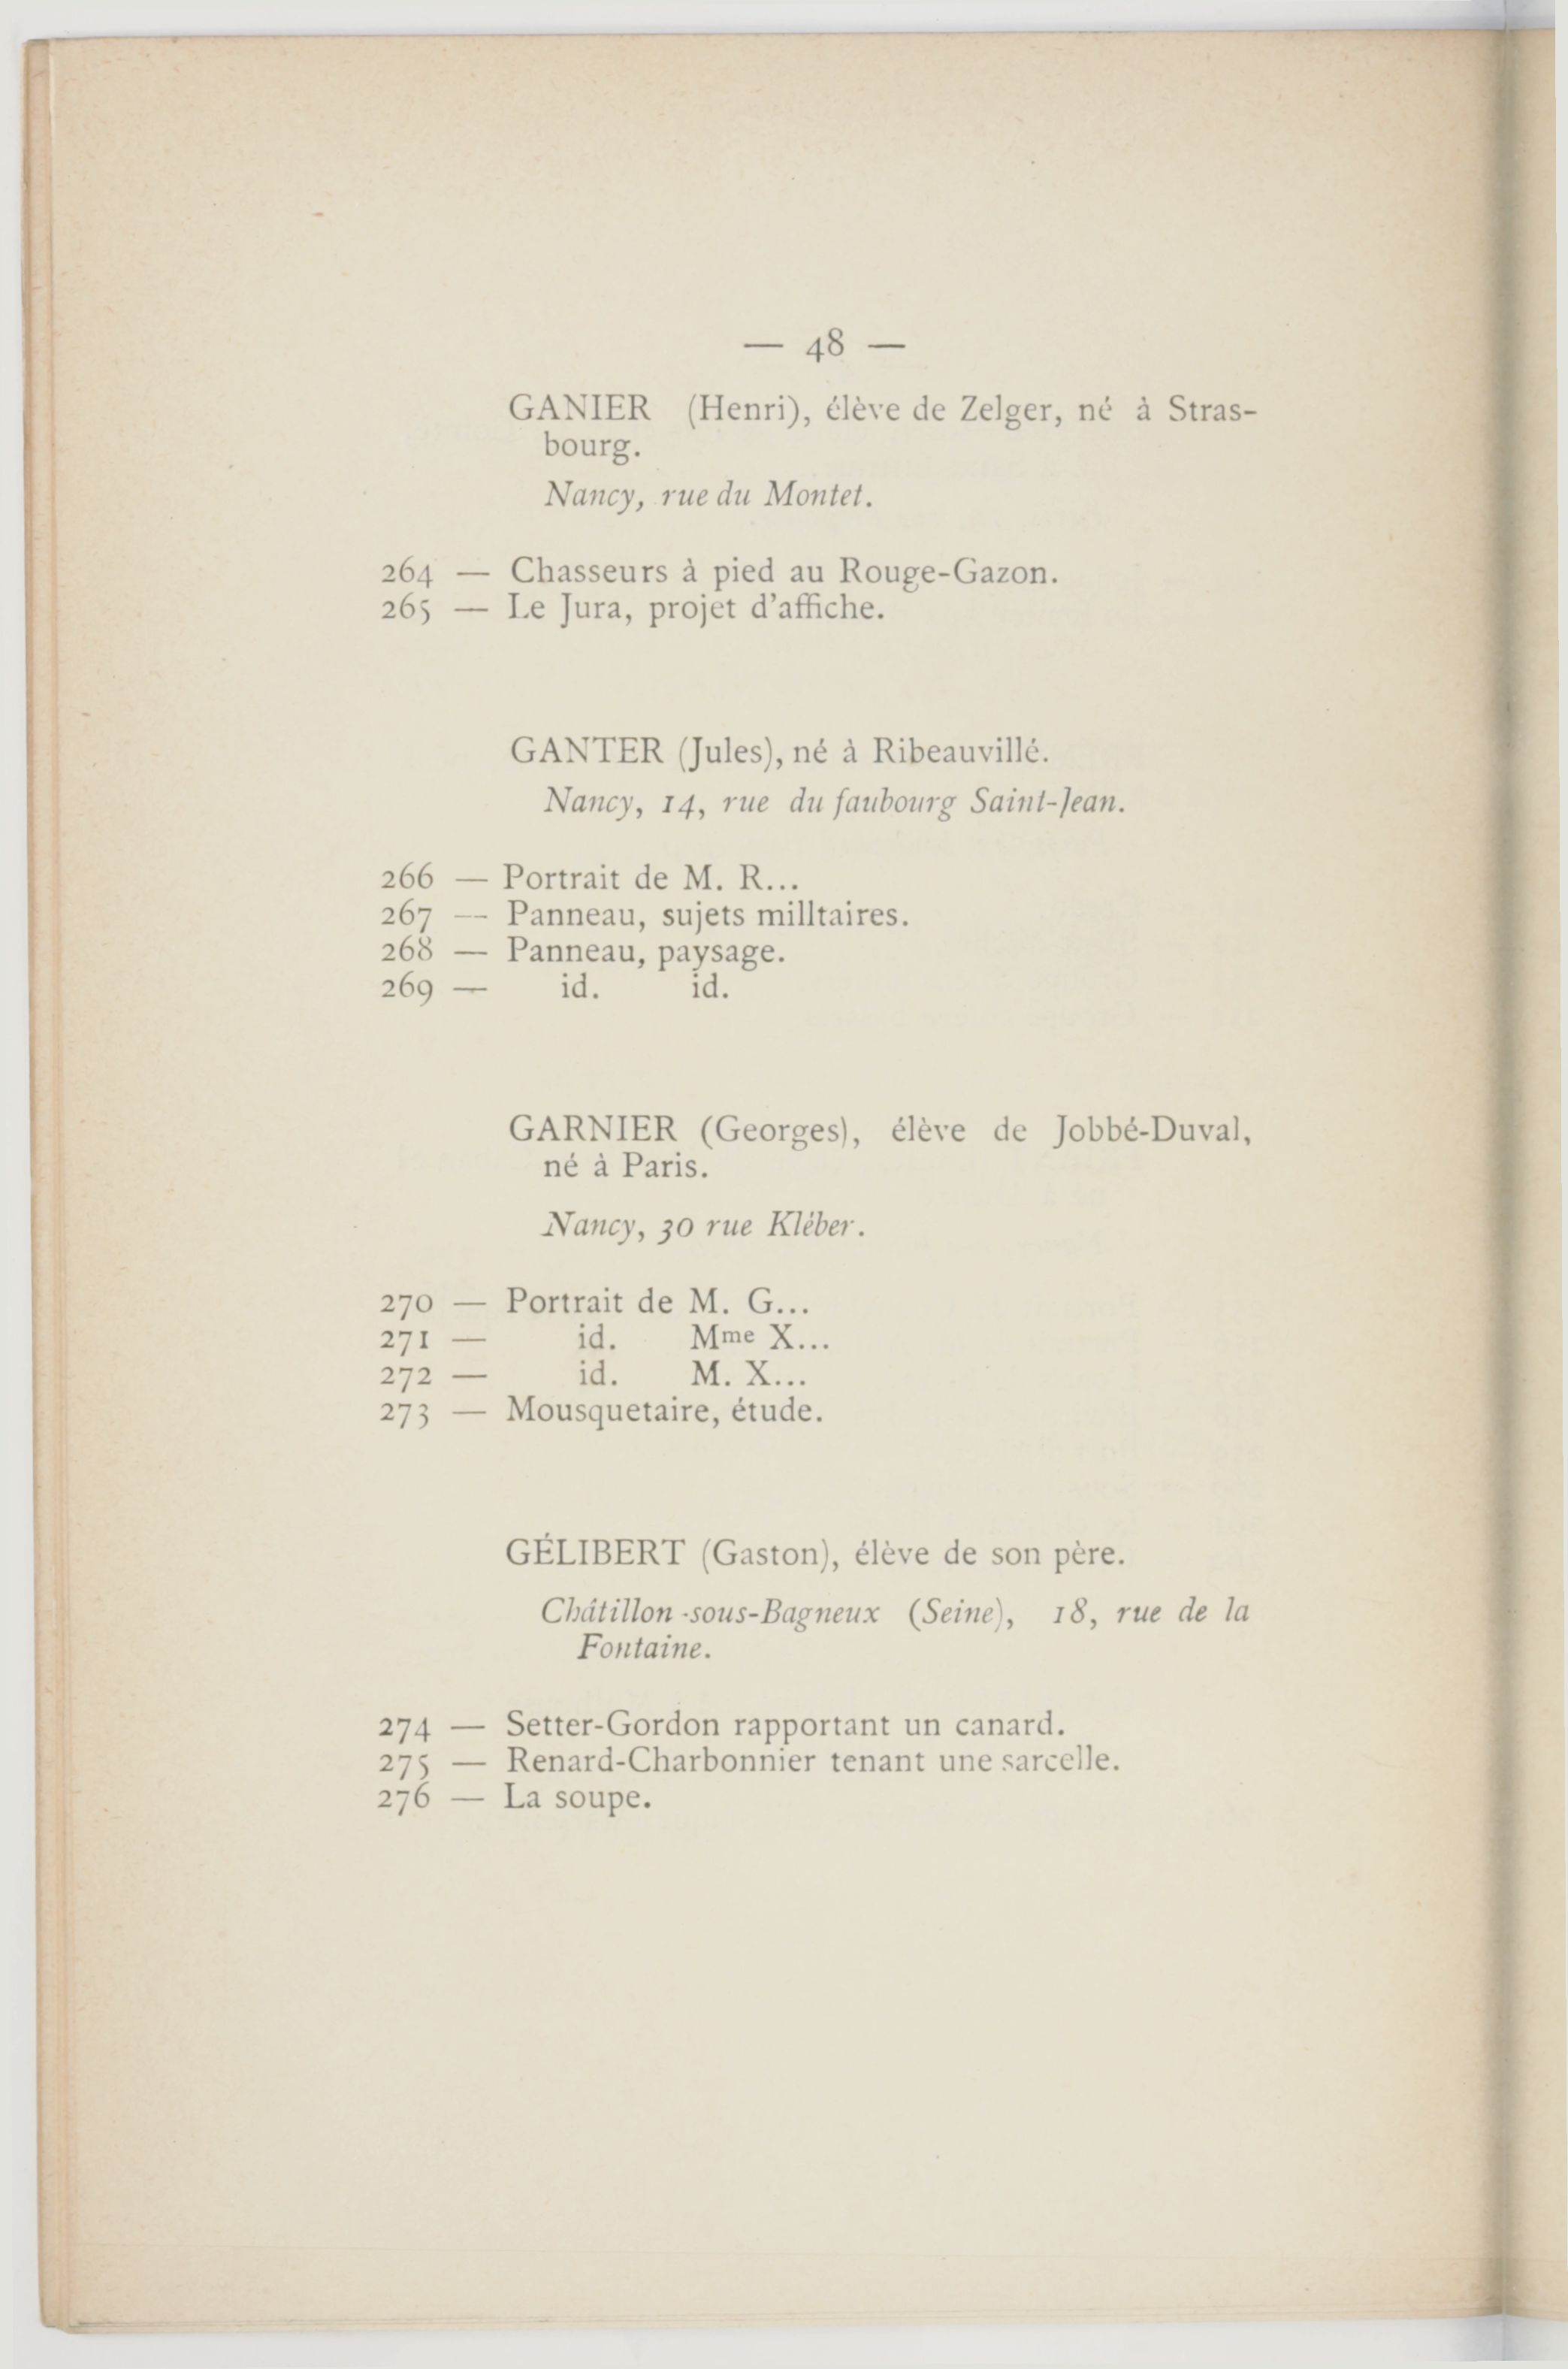 — 48 —
GANIER (Henri), élève de Zelger, né à Stras-
bourg.
Nancy, rue du Montet.
264 — Chasseurs à pied au Rouge-Gazon.
265 — Le Jura, projet d'affiche.
GANTER (Jules), né à Ribeauvillé.
Nancy, 14, rue du faubourg Saint-Jean.
266 — Portrait de M. R...
267 — Panneau, sujets milltaires.
268 — Panneau, paysage.
269 — id. id.
GARNIER (Georges), élève de Jobbé-Duval,
né à Paris.
Nancy, 30 rue Kléber.
270 — Portrait de M. G...
271 — id. Mme X...
272 — id. M. X...
273 — Mousquetaire, étude.
GÉLIBERT (Gaston), élève de son père.
Châtillon-sous-Bagneux (Seine), 18, rue de la
Fontaine.
274 — Setter-Gordon rapportant un canard.
275 — Renard-Charbonnier tenant une sarcelle.
276 — La soupe.